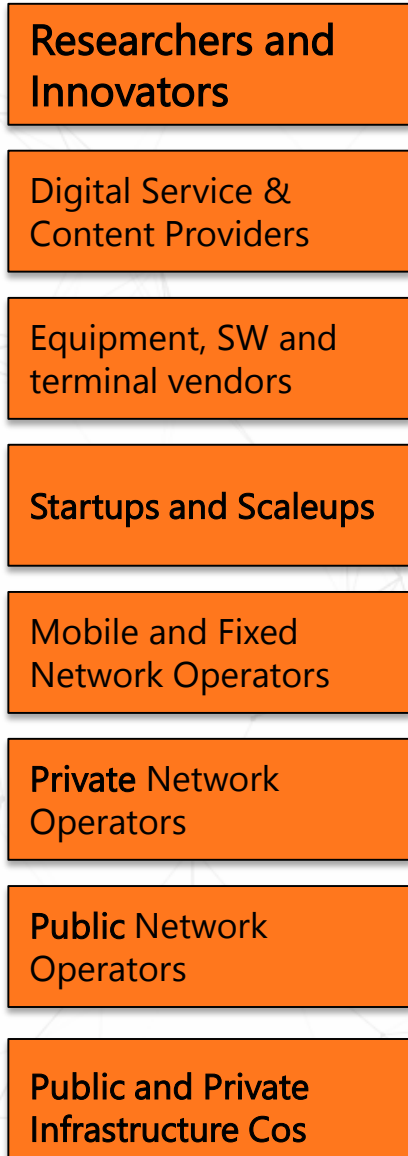 Researchers and
Innovators
Digital Service &
Content Providers
Equipment, SW and
terminal vendors
Startups and Scaleups
Mobile and Fixed
Network Operators
Private Network
Operators
Public Network
Operators
Public and Private
Infrastructure Cos